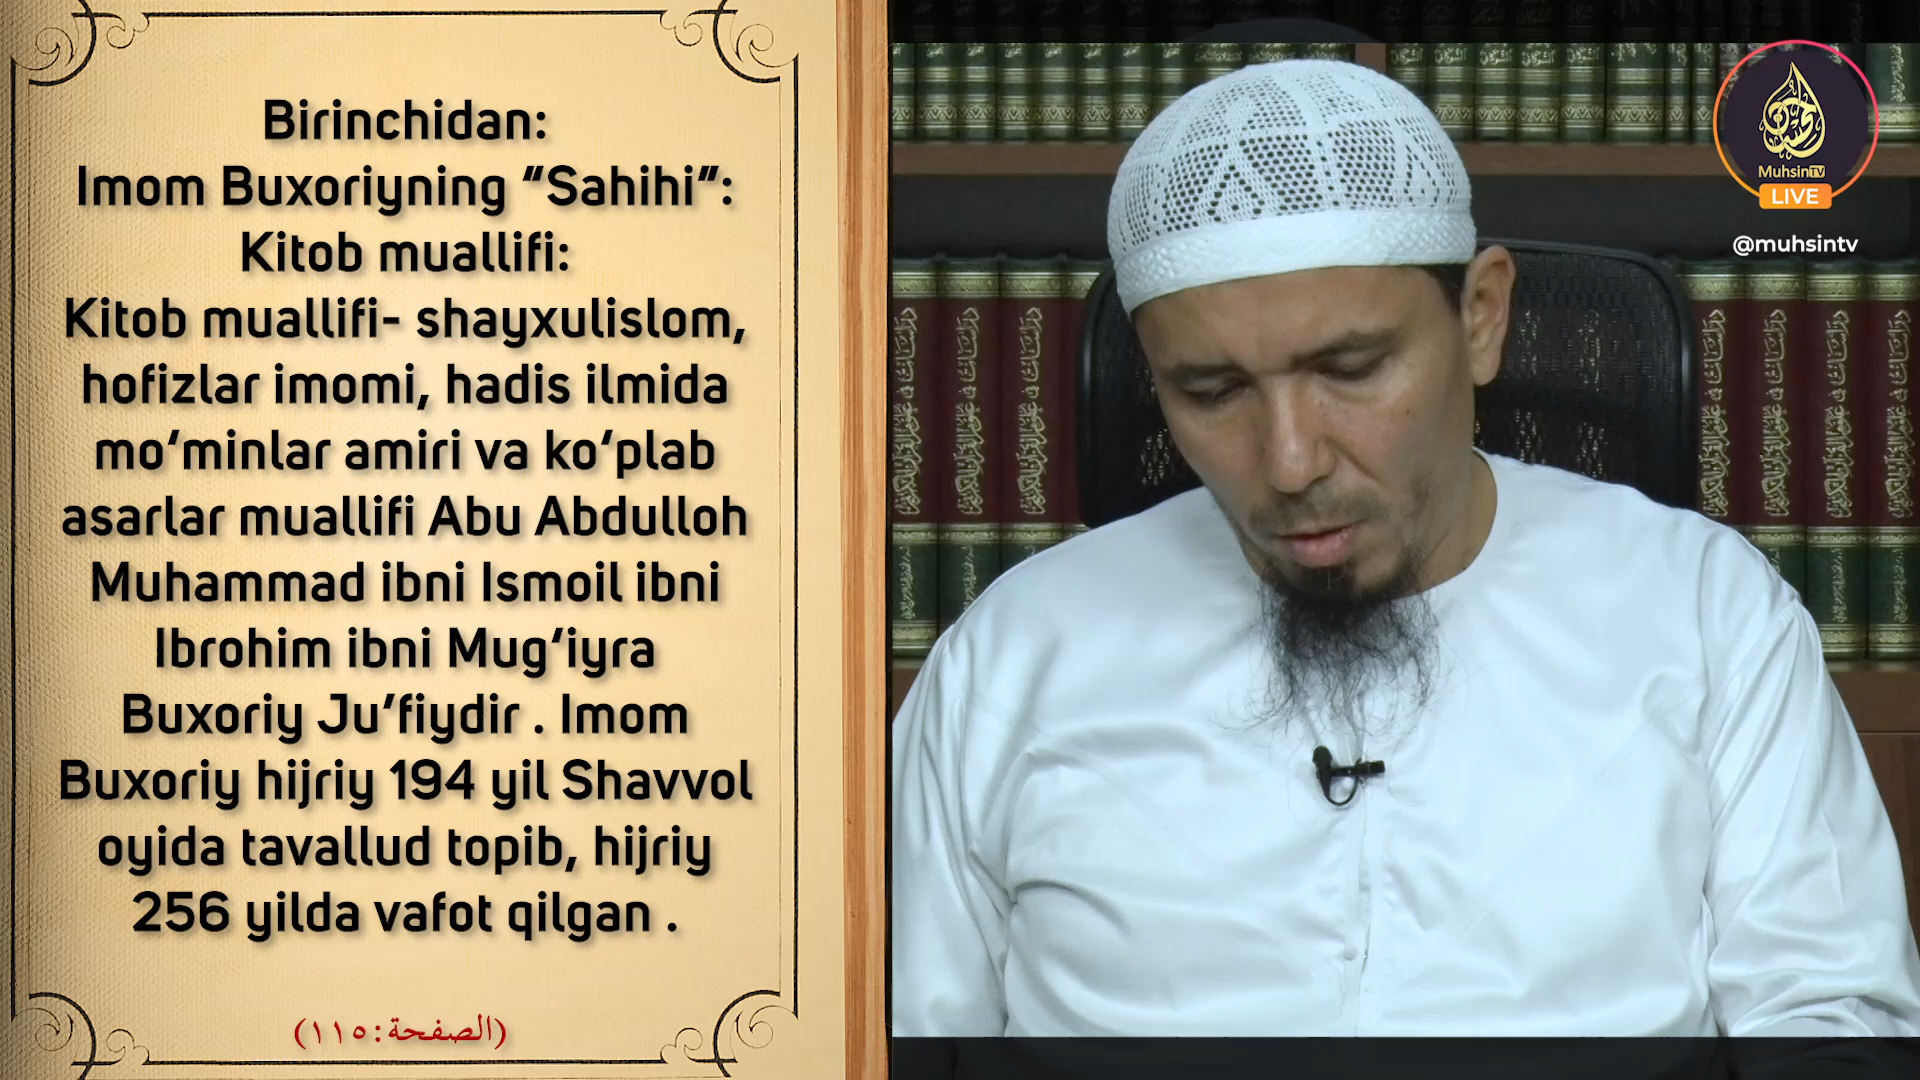 Birinchidan:
Imom Buxoriyning “Sahihi”:
Kitob muallifi:
Kitob muallifi- shayxulislom,
hofizlar imomi, hadis ilmida
mo‘minlar amiri va ko‘plab
asarlar muallifi Abu Abdulloh
Muhammad ibni Ismoil ibni
Ibrohim ibni Mug‘iyra
Buxoriy Ju’fiydir . Imom
Buxoriy hijriy 194 yil Shavvol
oyida tavallud topib, hijriy
256 yilda vafot qilgan .
(الصفحة:١١٥)
MuhsinTV
LIVE
@muhsintv